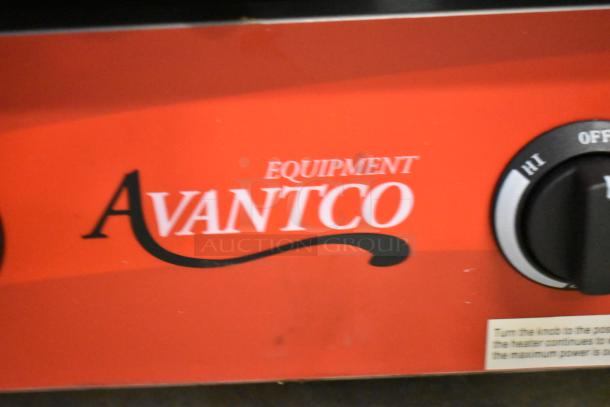 EQUIPMENT
AVANTCO
AUCTION GROUP
OFF
HI
Turn the knob to the pos
the heater continues to
the maximum power is